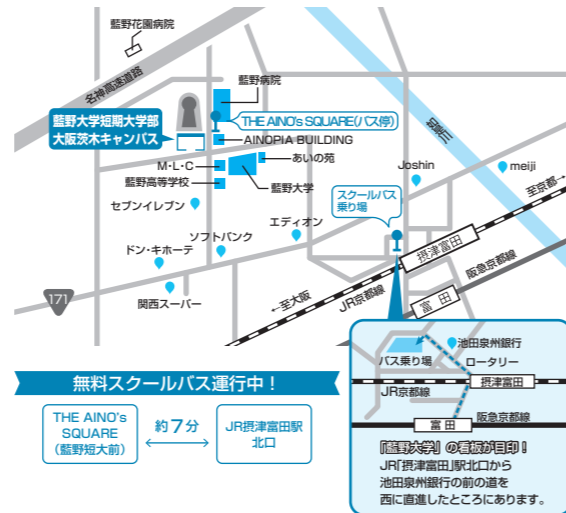 藍野花園病院
名神高速道路
藍野病院
藍野大学短期大学部
大阪茨木キャンパス
THE AINO's SQUARE(バス停)
AINOPIA BUILDING
M・L・C
あいの苑
藍野高等学校
藍野大学
セブンイレブン
Joshin
meiji
スクールバス
乗り場
至京都→
エディオン
ソフトバンク
ドン・キホーテ
関西スーパー
171
←至大阪
JR京都線
摂津富田
阪急京都線
富田
池田泉州銀行
バス乗り場
ロータリー
摂津富田
JR京都線
阪急京都線
富田
無料スクールバス運行中!
THE AINO's
SQUARE
(藍野短大前)
約7分
JR摂津富田駅
北口
『藍野大学』の看板が目印!
JR「摂津富田」駅北口から
池田泉州銀行の前の道を
西に直進したところにあります。